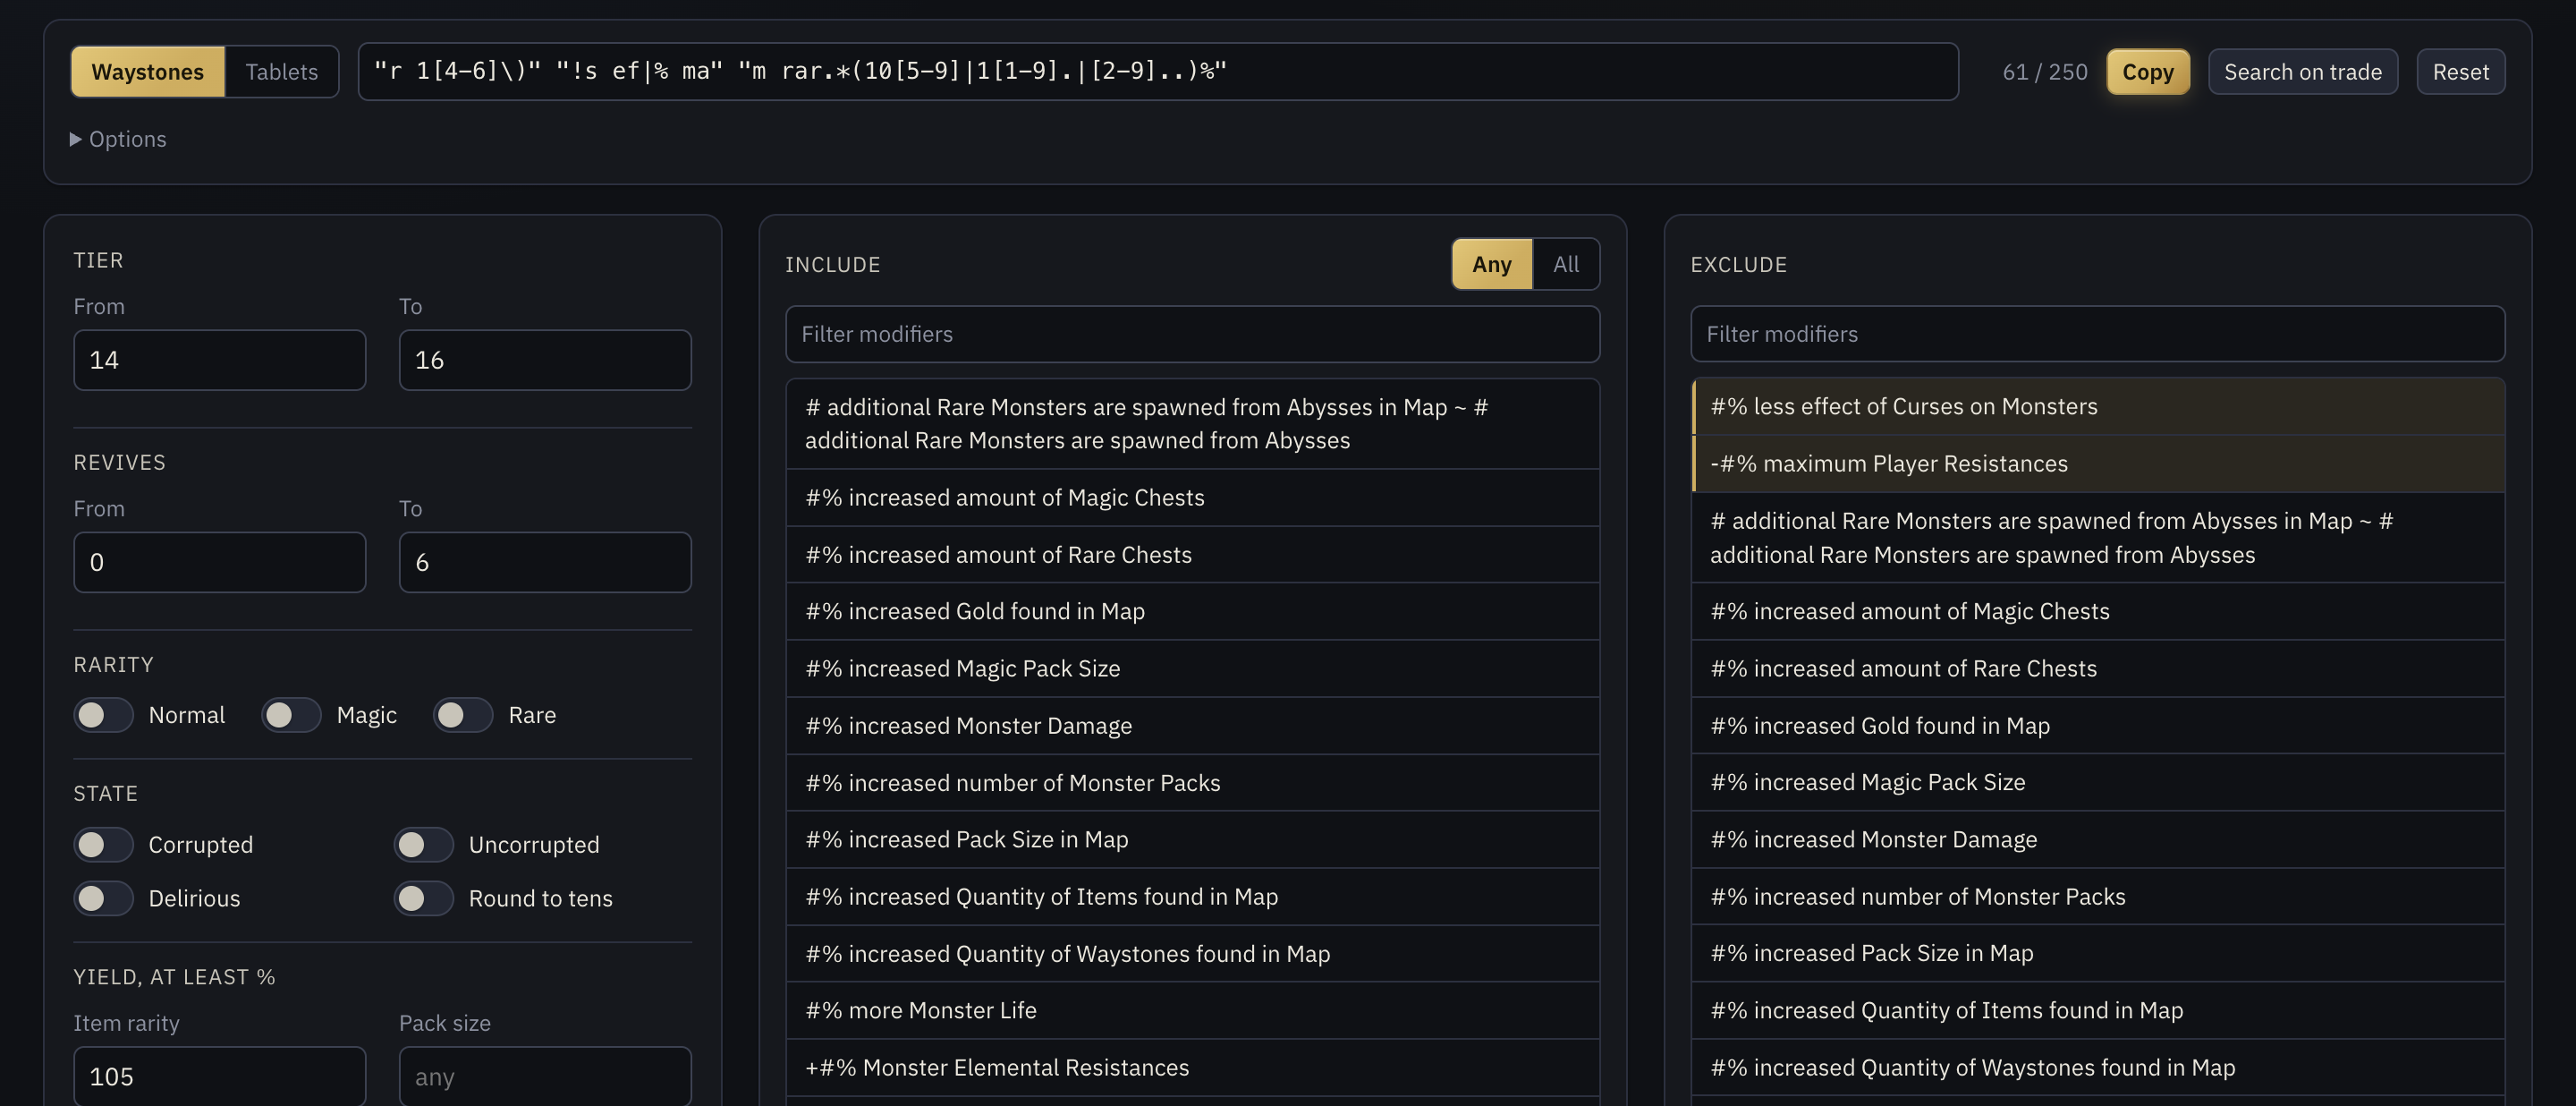 Waystones Tablets "r 1[4-6]\)" "!s ef|% ma" "m rar.*(10[5-9]|1[1-9].|[2-9]..)%" 61 / 250 Copy Search on trade Reset
▶ Options
TIER
From To
14 16
REVIVES
From To
0 6
RARITY
Normal Magic Rare
STATE
Corrupted Uncorrupted
Delirious Round to tens
YIELD, AT LEAST %
Item rarity Pack size
105 any
INCLUDE Any All
Filter modifiers
# additional Rare Monsters are spawned from Abysses in Map ~ #
additional Rare Monsters are spawned from Abysses
#% increased amount of Magic Chests
#% increased amount of Rare Chests
#% increased Gold found in Map
#% increased Magic Pack Size
#% increased Monster Damage
#% increased number of Monster Packs
#% increased Pack Size in Map
#% increased Quantity of Items found in Map
#% increased Quantity of Waystones found in Map
#% more Monster Life
+#% Monster Elemental Resistances
EXCLUDE
Filter modifiers
#% less effect of Curses on Monsters
-#% maximum Player Resistances
# additional Rare Monsters are spawned from Abysses in Map ~ #
additional Rare Monsters are spawned from Abysses
#% increased amount of Magic Chests
#% increased amount of Rare Chests
#% increased Gold found in Map
#% increased Magic Pack Size
#% increased Monster Damage
#% increased number of Monster Packs
#% increased Pack Size in Map
#% increased Quantity of Items found in Map
#% increased Quantity of Waystones found in Map